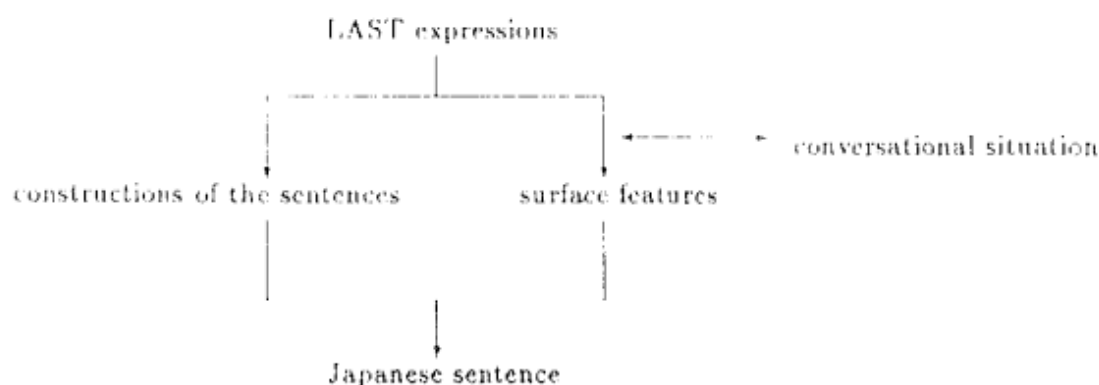 LAST expressions
conversational situation
constructions of the sentences
surface features
Japanese sentence